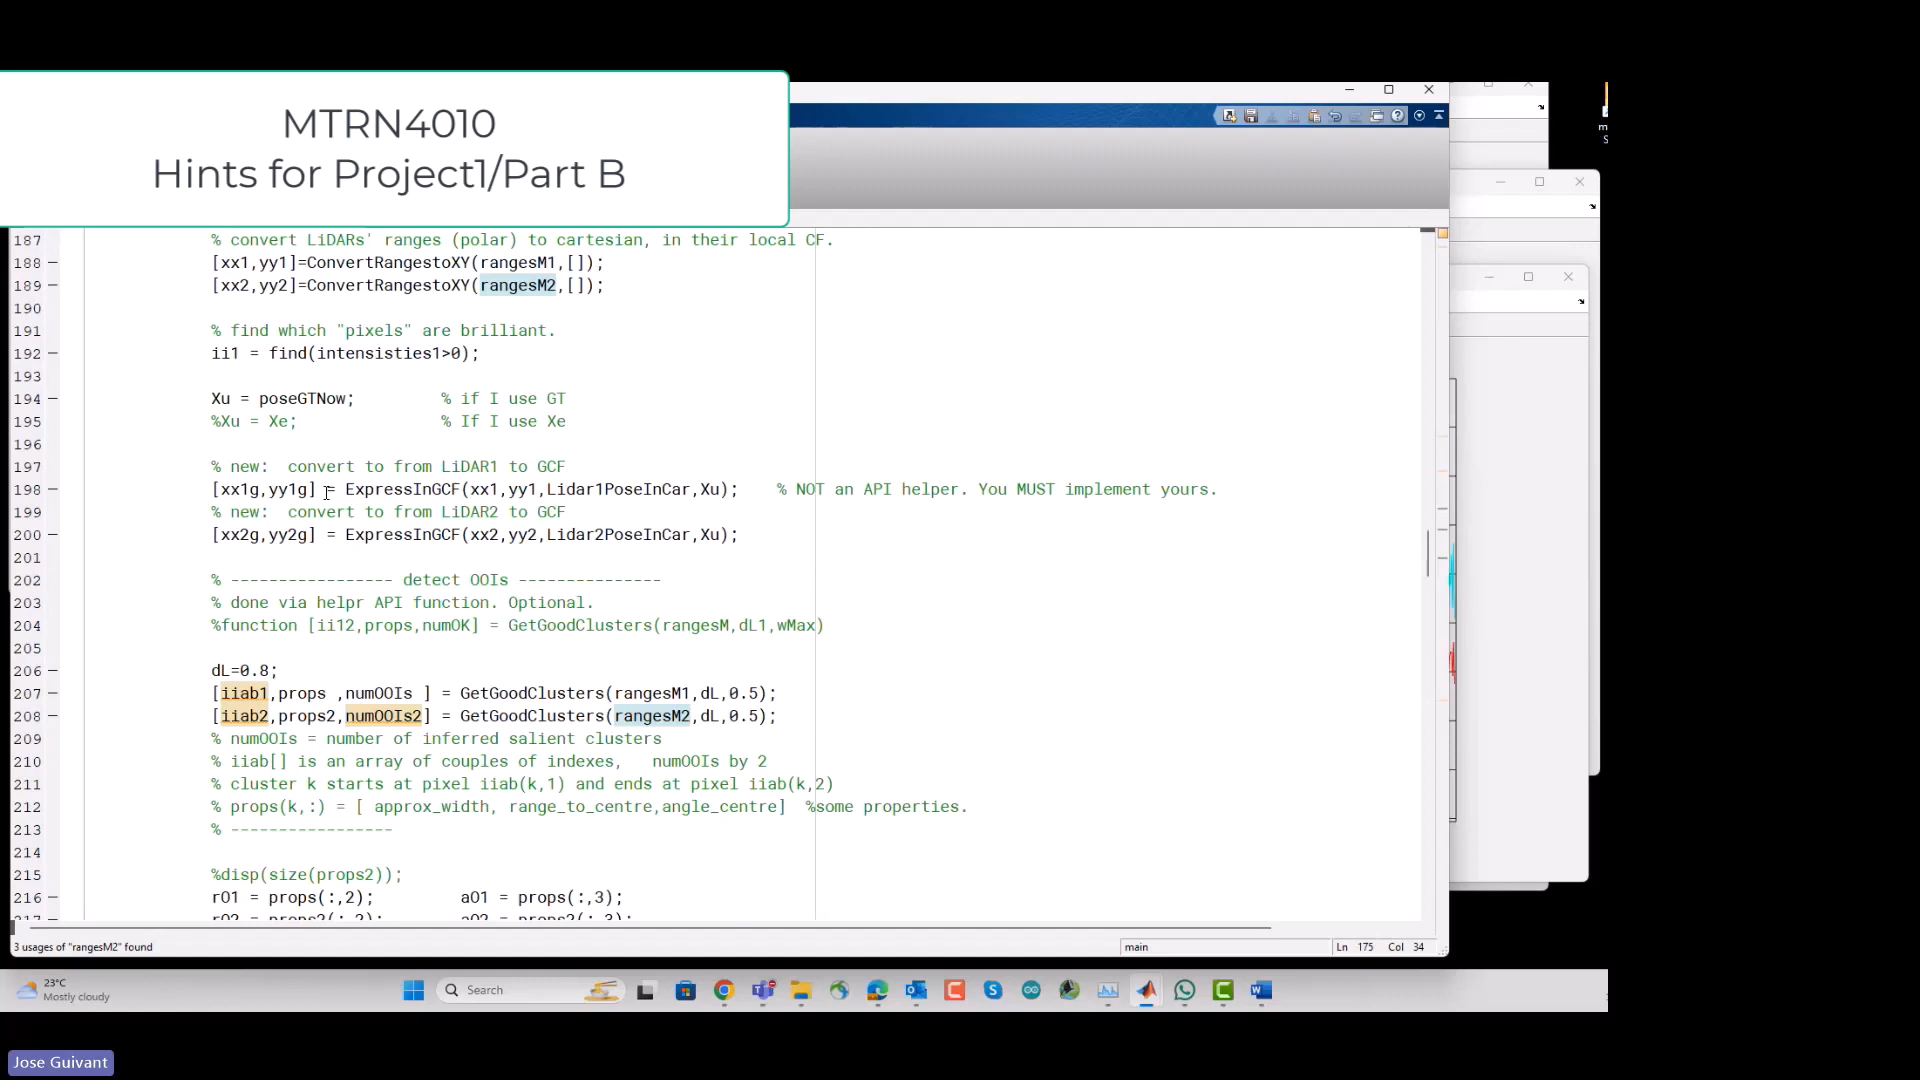 MTRN4010
Hints for Project1/Part B
187 % convert LiDARs' ranges (polar) to cartesian, in their local CF.
188 [xx1,yy1]=ConvertRangestoXY(rangesM1,[]);
189 [xx2,yy2]=ConvertRangestoXY(rangesM2,[]);
190
191 % find which "pixels" are brilliant.
192 ii1 = find(intensisties1>0);
193
194 Xu = poseGTNow; % if I use GT
195 %Xu = Xe; % If I use Xe
196
197 % new: convert to from LiDAR1 to GCF
198 [xx1g,yy1g] = ExpressInGCF(xx1,yy1,Lidar1PoseInCar,Xu); % NOT an API helper. You MUST implement yours.
199 % new: convert to from LiDAR2 to GCF
200 [xx2g,yy2g] = ExpressInGCF(xx2,yy2,Lidar2PoseInCar,Xu);
201
202 % ----------------- detect OOIs ---------------
203 % done via helpr API function. Optional.
204 %function [ii12,props,numOK] = GetGoodClusters(rangesM,dL1,wMax)
205
206 dL=0.8;
207 [iiab1,props ,numOOIs ] = GetGoodClusters(rangesM1,dL,0.5);
208 [iiab2,props2,numOOIs2] = GetGoodClusters(rangesM2,dL,0.5);
209 % numOOIs = number of inferred salient clusters
210 % iiab[] is an array of couples of indexes, numOOIs by 2
211 % cluster k starts at pixel iiab(k,1) and ends at pixel iiab(k,2)
212 % props(k,:) = [ approx_width, range_to_centre,angle_centre] %some properties.
213 % -----------------
214
215 %disp(size(props2));
216 rO1 = props(:,2); aO1 = props(:,3);
217 rO2 = props2(:,2); aO2 = props2(:,3);
3 usages of "rangesM2" found
main
Ln 175 Col 34
23°C
Mostly cloudy
Search
Jose Guivant